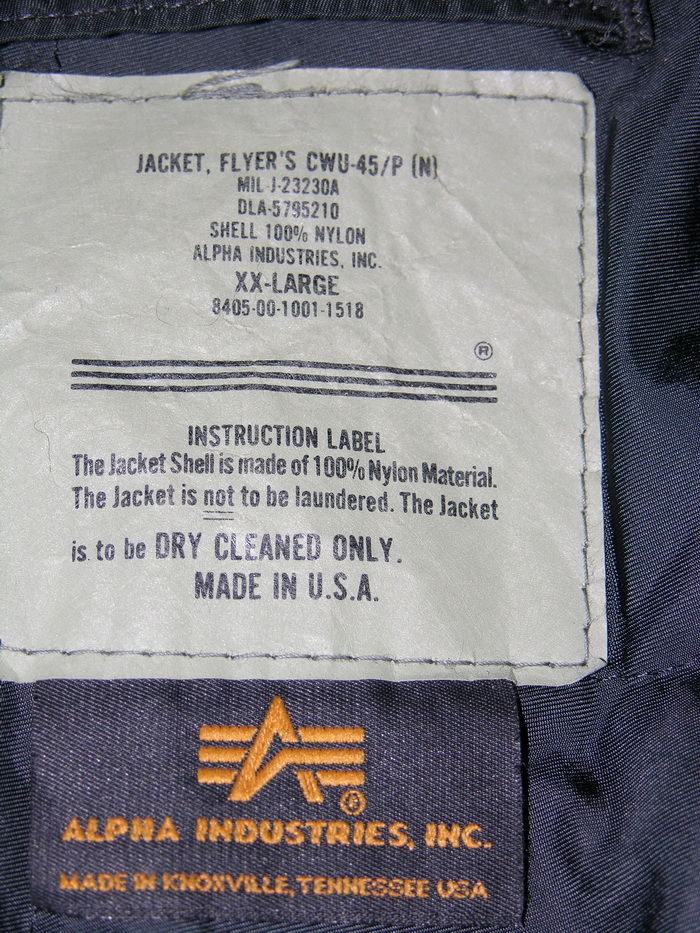 JACKET, FLYER'S CWU-45/P (N)
MIL J-23230A
DLA-5795210
SHELL 100% NYLON
ALPHA INDUSTRIES, INC.
XX-LARGE
8405-00-1001-1518
®
INSTRUCTION LABEL
The Jacket Shell is made of 100% Nylon Material.
The Jacket is not to be laundered. The Jacket
is to be DRY CLEANED ONLY.
MADE IN U.S.A.
®
ALPHA INDUSTRIES, INC.
MADE IN KNOXVILLE, TENNESSEE USA